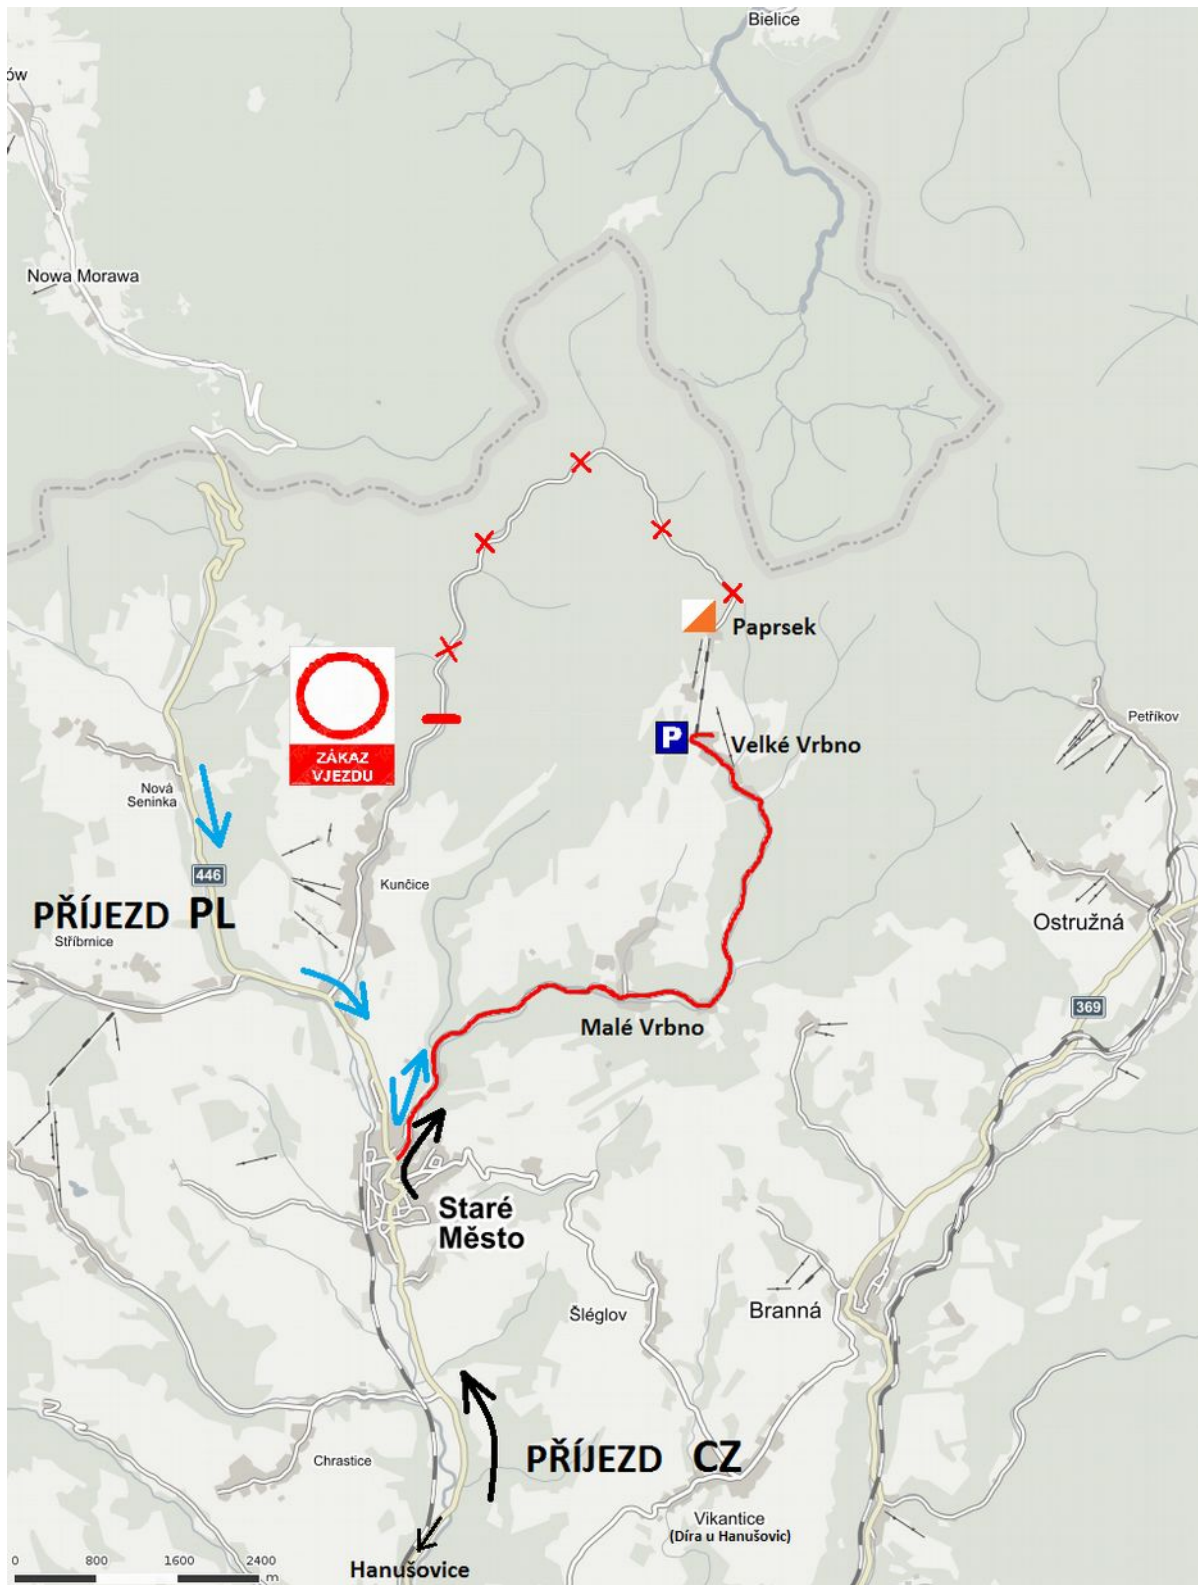 Bielice
ów
Nowa Morawa
Paprsek
ZÁKAZ
VJEZDU
P
Velké Vrbno
Petříkov
Nová
Seninka
446
Kunčice
PŘÍJEZD PL
Stříbrnice
Ostružná
369
Malé Vrbno
Staré
Město
Šléglov
Branná
PŘÍJEZD CZ
Chrastice
Vikantice
(Díra u Hanušovic)
Hanušovice
0 800 1600 2400
m